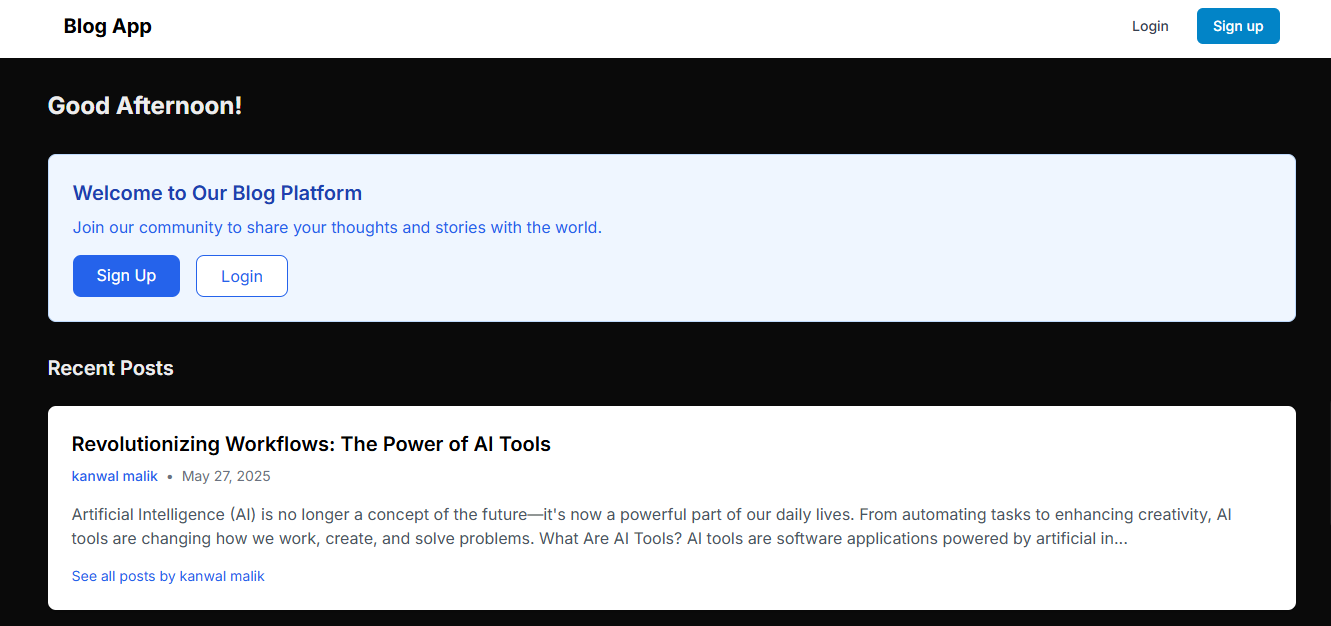 Blog App
Login
Sign up
Good Afternoon!
Welcome to Our Blog Platform
Join our community to share your thoughts and stories with the world.
Sign Up
Login
Recent Posts
Revolutionizing Workflows: The Power of AI Tools
kanwal malik • May 27, 2025
Artificial Intelligence (AI) is no longer a concept of the future—it's now a powerful part of our daily lives. From automating tasks to enhancing creativity, AI
tools are changing how we work, create, and solve problems. What Are AI Tools? AI tools are software applications powered by artificial in...
See all posts by kanwal malik